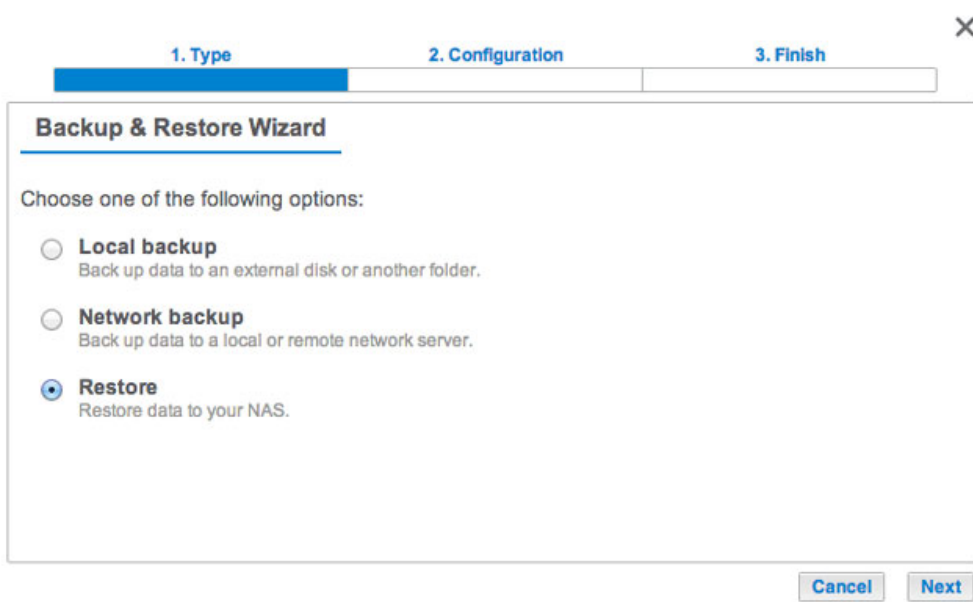 1. Type 2. Configuration 3. Finish
Backup & Restore Wizard
Choose one of the following options:
Local backup
Back up data to an external disk or another folder.
Network backup
Back up data to a local or remote network server.
Restore
Restore data to your NAS.
Cancel Next